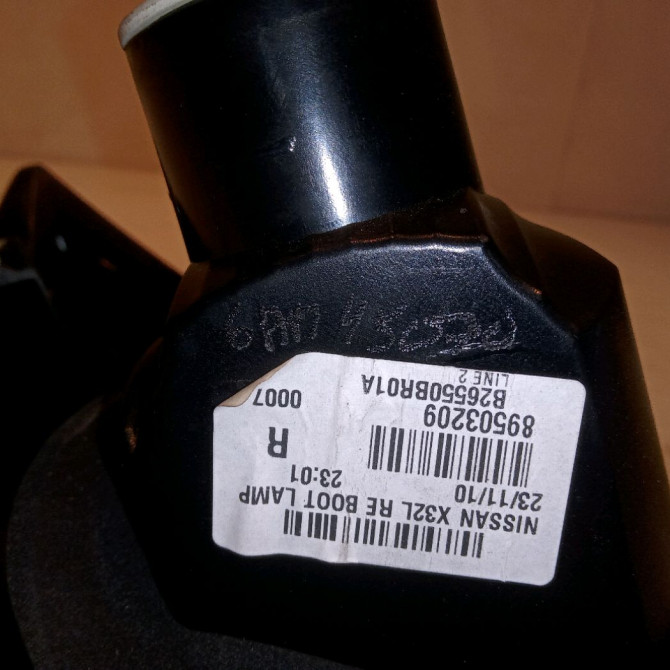 NISSAN X32L RE BOOT LAMP
23/11/10 23:01
R
89503209
B26550BR01A 0007
LINE 2